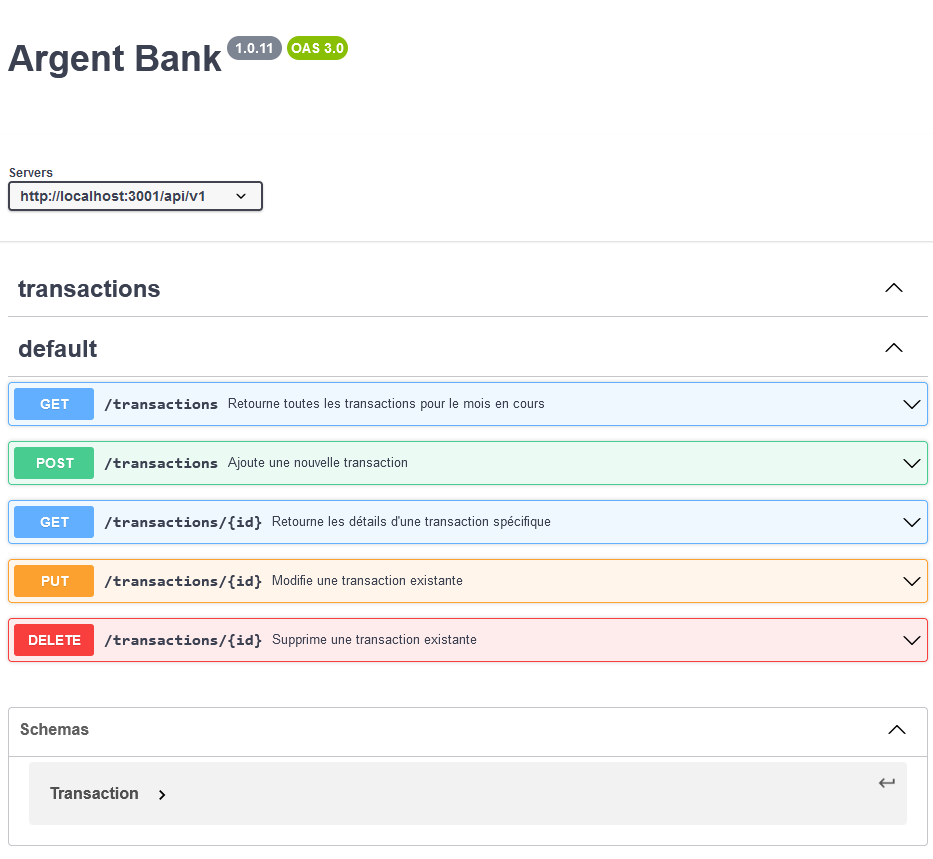 Argent Bank 1.0.11 OAS 3.0
Servers
http://localhost:3001/api/v1
transactions
default
GET /transactions Retourne toutes les transactions pour le mois en cours
POST /transactions Ajoute une nouvelle transaction
GET /transactions/{id} Retourne les détails d'une transaction spécifique
PUT /transactions/{id} Modifie une transaction existante
DELETE /transactions/{id} Supprime une transaction existante
Schemas
Transaction